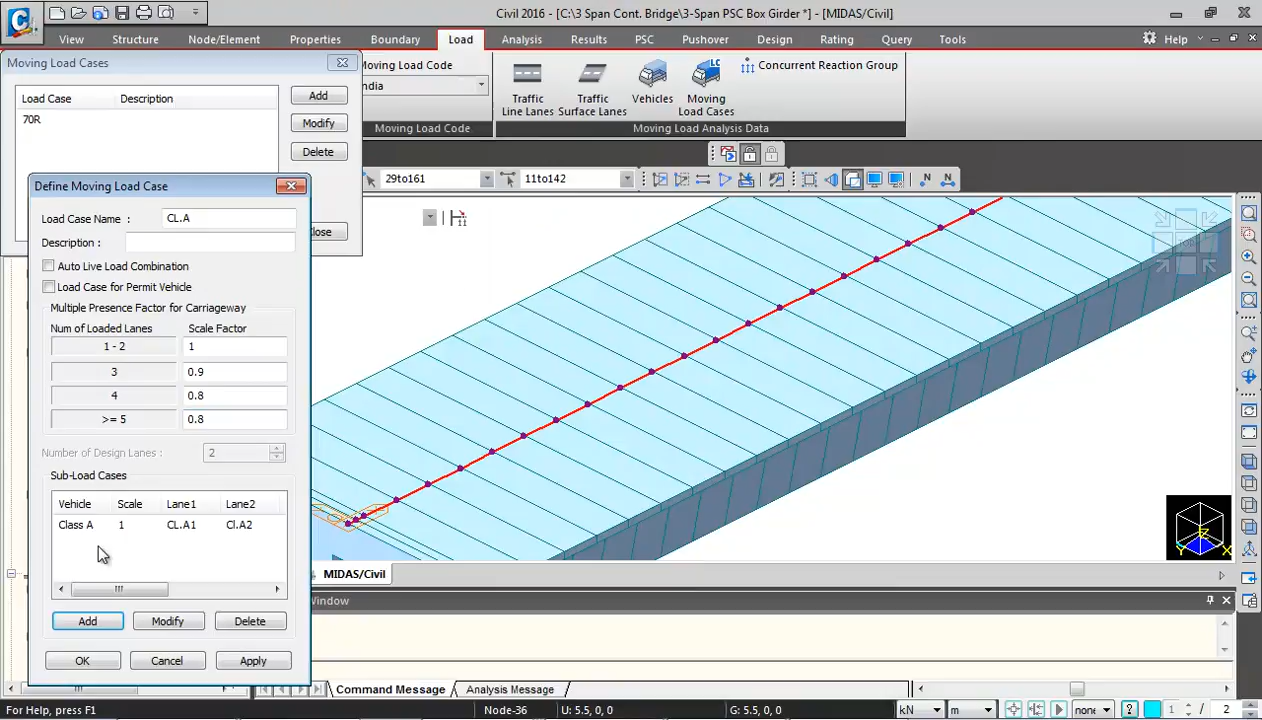 Civil 2016 - [C:\3 Span Cont. Bridge\3-Span PSC Box Girder *] - [MIDAS/Civil]
View Structure Node/Element Properties Boundary Load Analysis Results PSC Pushover Design Rating Query Tools Help
Moving Load Cases
Load Case Description
70R
Add
Modify
Delete
Close
Moving Load Code
ndia
Moving Load Code
Traffic Line Lanes
Traffic Surface Lanes
Vehicles
Moving Load Cases
Concurrent Reaction Group
Moving Load Analysis Data
29to161
11to142
Define Moving Load Case
Load Case Name : CL.A
Description :
Auto Live Load Combination
Load Case for Permit Vehicle
Multiple Presence Factor for Carriageway
Num of Loaded Lanes Scale Factor
1 - 2 1
3 0.9
4 0.8
>= 5 0.8
Number of Design Lanes : 2
Sub-Load Cases
Vehicle Scale Lane1 Lane2
Class A 1 CL.A1 Cl.A2
Add Modify Delete
OK Cancel Apply
Z
Y X
MIDAS/Civil
Window
Command Message Analysis Message
For Help, press F1
Node-36
U: 5.5, 0, 0
G: 5.5, 0, 0
kN
m
none
1 / 2